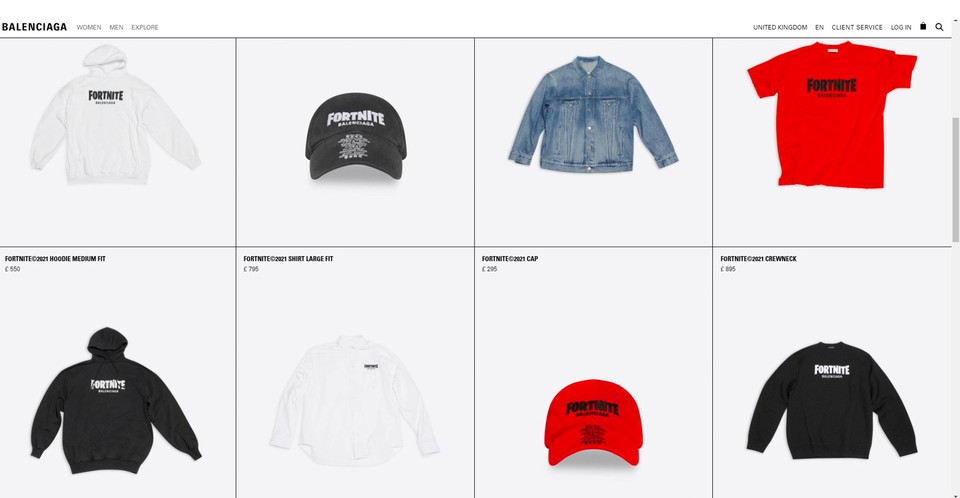 BALENCIAGA WOMEN MEN EXPLORE UNITED KINGDOM EN CLIENT SERVICE LOG IN
FORTNITE
BALENCIAGA
FORTNITE
BALENCIAGA
FORTNITE
BALENCIAGA
FORTNITE©2021 HOODIE MEDIUM FIT
£ 550
FORTNITE©2021 SHIRT LARGE FIT
£ 795
FORTNITE©2021 CAP
£ 295
FORTNITE©2021 CREWNECK
£ 895
FORTNITE
BALENCIAGA
FORTNITE
FORTNITE
BALENCIAGA
FORTNITE
BALENCIAGA